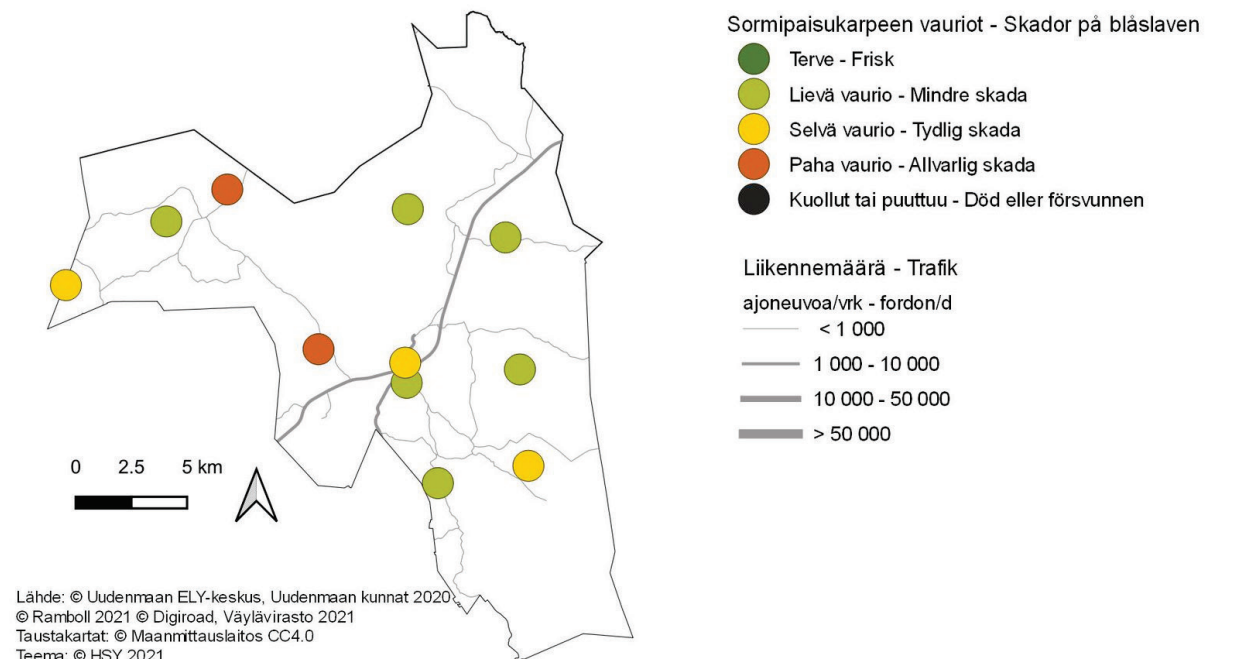 Sormipaisukarpeen vauriot - Skador på blåslaven
Terve - Frisk
Lievä vaurio - Mindre skada
Selvä vaurio - Tydlig skada
Paha vaurio - Allvarlig skada
Kuollut tai puuttuu - Död eller försvunnen
Liikennemäärä - Trafik
ajoneuvoa/vrk - fordon/d
< 1 000
1 000 - 10 000
10 000 - 50 000
> 50 000
0 2.5 5 km
Lähde: © Uudenmaan ELY-keskus, Uudenmaan kunnat 2020
© Ramboll 2021 © Digiroad, Väylävirasto 2021
Taustakartat: © Maanmittauslaitos CC4.0
Teema: © HSY 2021